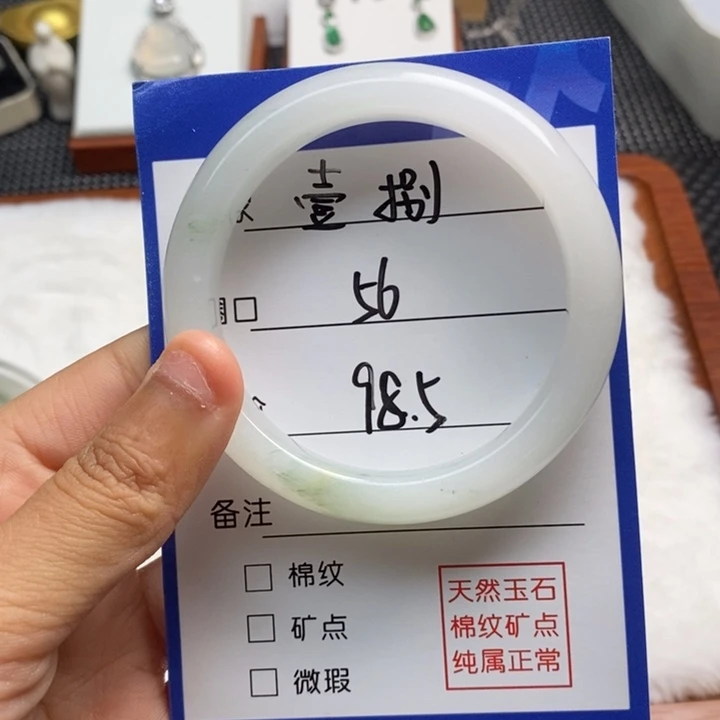 壹捌
口 56
98.5
备注
棉纹
矿点
微瑕
天然玉石
棉纹矿点
纯属正常